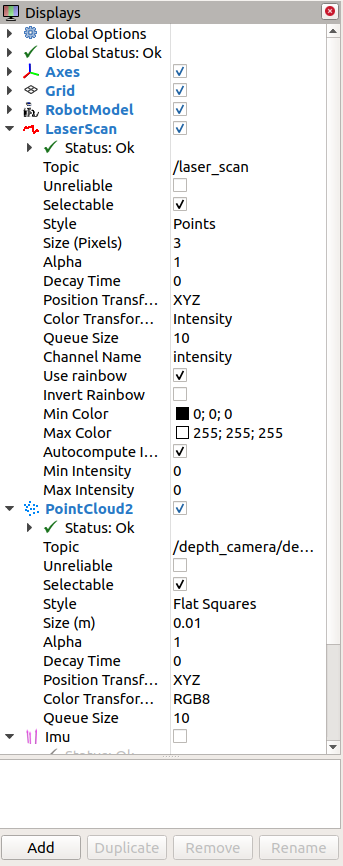 Displays
Global Options
Global Status: Ok
Axes
Grid
RobotModel
LaserScan
Status: Ok
Topic /laser_scan
Unreliable
Selectable
Style Points
Size (Pixels) 3
Alpha 1
Decay Time 0
Position Transf... XYZ
Color Transfor... Intensity
Queue Size 10
Channel Name intensity
Use rainbow
Invert Rainbow
Min Color 0; 0; 0
Max Color 255; 255; 255
Autocompute I...
Min Intensity 0
Max Intensity 0
PointCloud2
Status: Ok
Topic /depth_camera/de...
Unreliable
Selectable
Style Flat Squares
Size (m) 0.01
Alpha 1
Decay Time 0
Position Transf... XYZ
Color Transfor... RGB8
Queue Size 10
Imu
Status: Ok
Add Duplicate Remove Rename